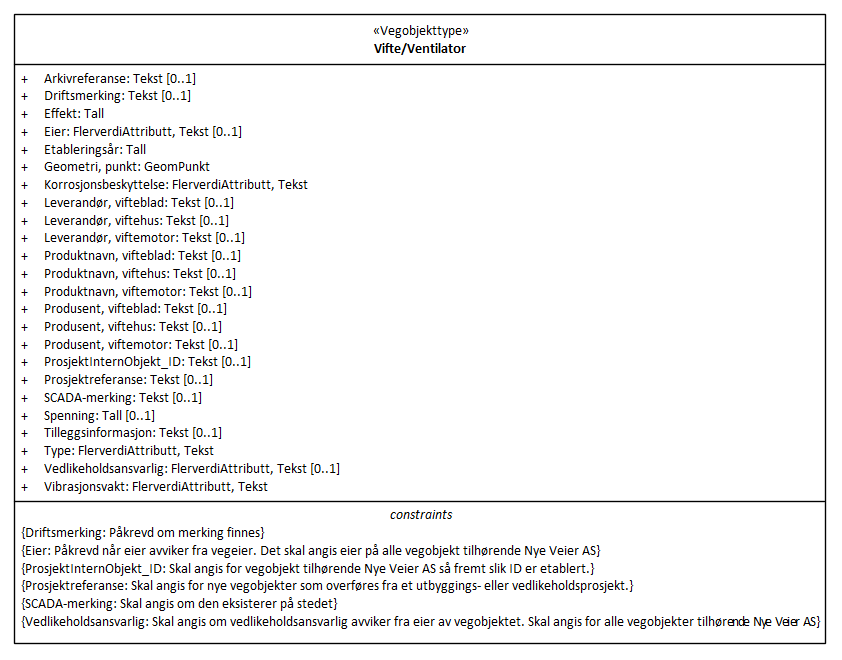 «Vegobjekttype»
Vifte/Ventilator
+ Arkivreferanse: Tekst [0..1]
+ Driftsmerking: Tekst [0..1]
+ Effekt: Tall
+ Eier: FlerverdiAttributt, Tekst [0..1]
+ Etableringsår: Tall
+ Geometri, punkt: GeomPunkt
+ Korrosjonsbeskyttelse: FlerverdiAttributt, Tekst
+ Leverandør, vifteblad: Tekst [0..1]
+ Leverandør, viftehus: Tekst [0..1]
+ Leverandør, viftemotor: Tekst [0..1]
+ Produktnavn, vifteblad: Tekst [0..1]
+ Produktnavn, viftehus: Tekst [0..1]
+ Produktnavn, viftemotor: Tekst [0..1]
+ Produsent, vifteblad: Tekst [0..1]
+ Produsent, viftehus: Tekst [0..1]
+ Produsent, viftemotor: Tekst [0..1]
+ ProsjektInternObjekt_ID: Tekst [0..1]
+ Prosjektreferanse: Tekst [0..1]
+ SCADA-merking: Tekst [0..1]
+ Spenning: Tall [0..1]
+ Tilleggsinformasjon: Tekst [0..1]
+ Type: FlerverdiAttributt, Tekst
+ Vedlikeholdsansvarlig: FlerverdiAttributt, Tekst [0..1]
+ Vibrasjonsvakt: FlerverdiAttributt, Tekst
constraints
{Driftsmerking: Påkrevd om merking finnes}
{Eier: Påkrevd når eier avviker fra vegeier. Det skal angis eier på alle vegobjekt tilhørende Nye Veier AS}
{ProsjektInternObjekt_ID: Skal angis for vegobjekt tilhørende Nye Veier AS så fremt slik ID er etablert.}
{Prosjektreferanse: Skal angis for nye vegobjekter som overføres fra et utbyggings- eller vedlikeholdsprosjekt.}
{SCADA-merking: Skal angis om den eksisterer på stedet}
{Vedlikeholdsansvarlig: Skal angis om vedlikeholdsansvarlig avviker fra eier av vegobjektet. Skal angis for alle vegobjekter tilhørende Nye Veier AS}